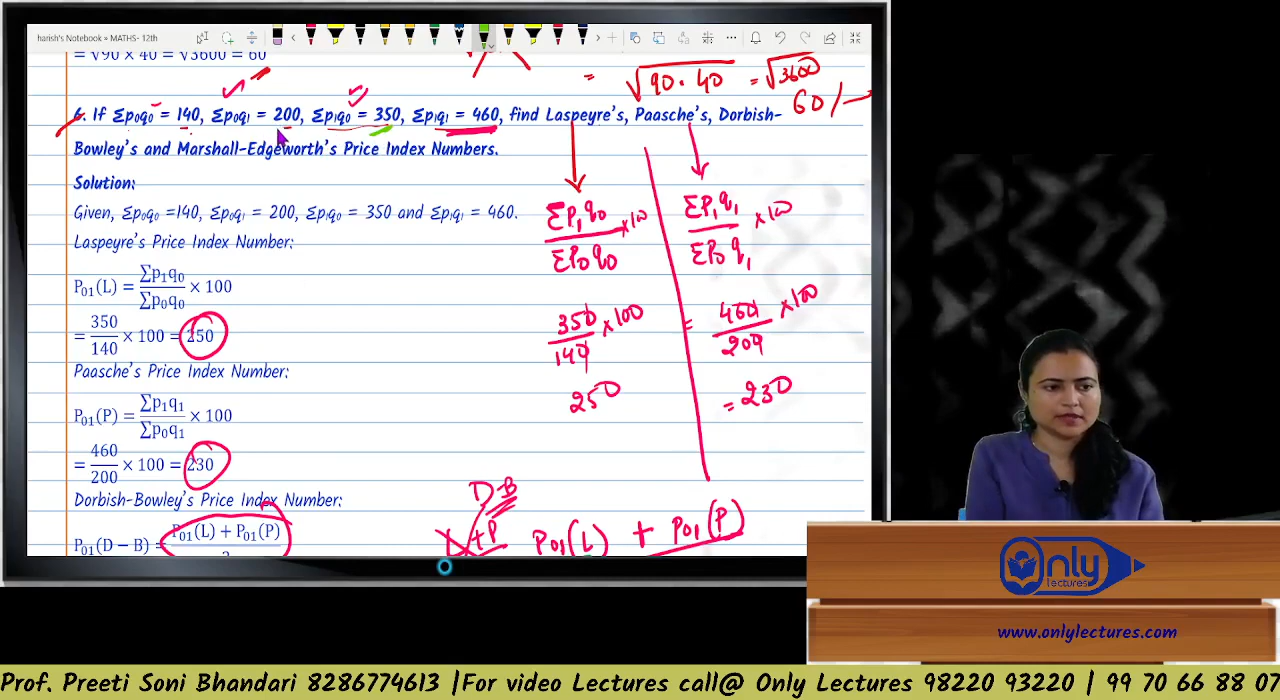 harish's Notebook » MATHS- 12th
= √90 × 40 = √3600 = 60
= √90 . 40 = √3600
60/-
6. If Σp₀q₀ = 140, Σp₀q₁ = 200, Σp₁q₀ = 350, Σp₁q₁ = 460, find Laspeyre's, Paasche's, Dorbish-
Bowley's and Marshall-Edgeworth's Price Index Numbers.
Solution:
Given, Σp₀q₀ =140, Σp₀q₁ = 200, Σp₁q₀ = 350 and Σp₁q₁ = 460.
Laspeyre's Price Index Number:
P₀₁(L) = Σp₁q₀ / Σp₀q₀ × 100
= 350 / 140 × 100 = 250
Paasche's Price Index Number:
P₀₁(P) = Σp₁q₁ / Σp₀q₁ × 100
= 460 / 200 × 100 = 230
Dorbish-Bowley's Price Index Number:
P₀₁(D − B) = P₀₁(L) + P₀₁(P)
ΣP₁q₀ / ΣP₀q₀ × 100
350 / 140 × 100
250
ΣP₁q₁ / ΣP₀q₁ × 100
= 460 / 200 × 100
= 230
D-B
L+P
P₀₁(L) + P₀₁(P)
Only
lectures
www.onlylectures.com
Prof. Preeti Soni Bhandari 8286774613 |For video Lectures call@ Only Lectures 98220 93220 | 99 70 66 88 07